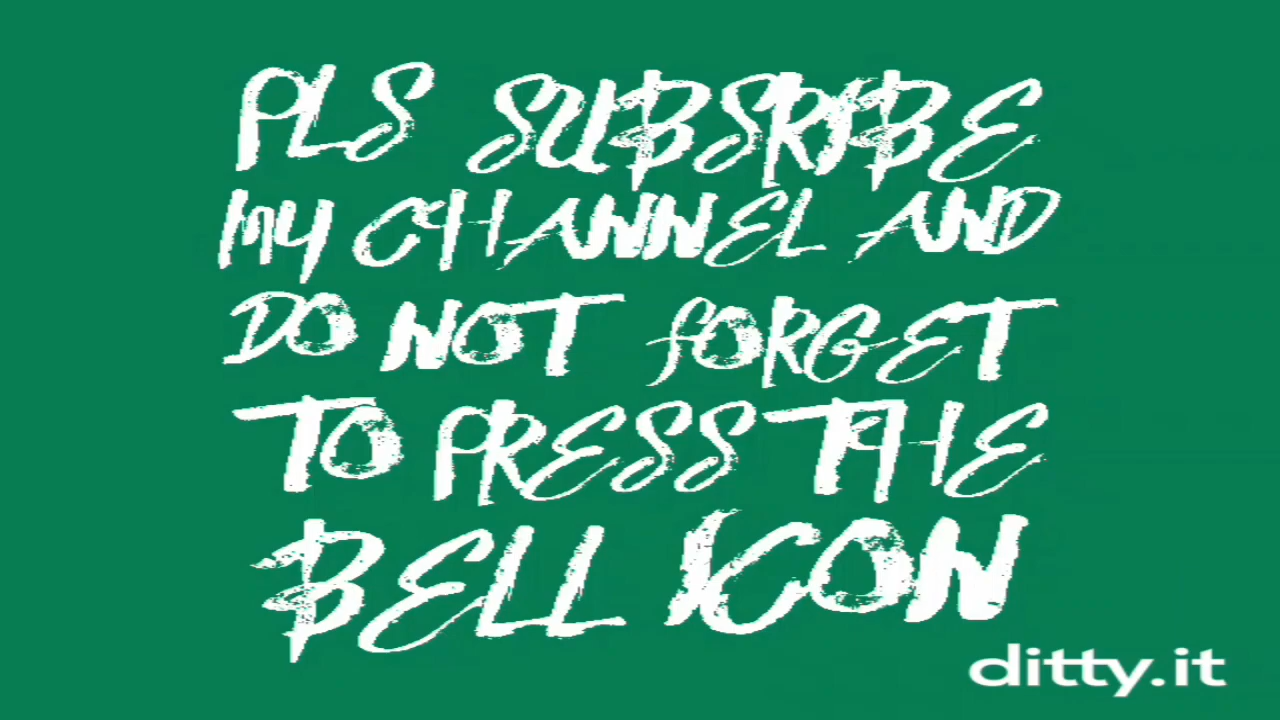 PLS SUBSRIBE
MY CHANNEL AND
DO NOT FORGET
TO PRESS THE
BELL ICON
ditty.it